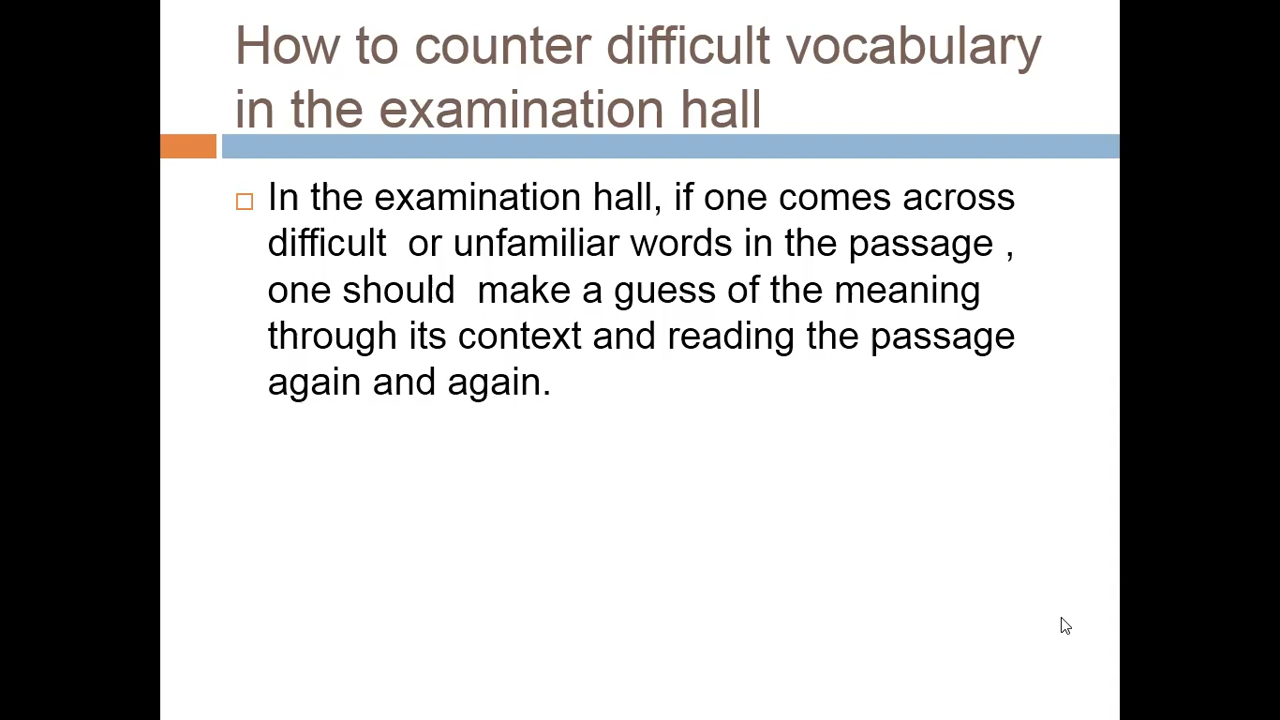 How to counter difficult vocabulary
in the examination hall
In the examination hall, if one comes across
difficult  or unfamiliar words in the passage ,
one should  make a guess of the meaning
through its context and reading the passage
again and again.